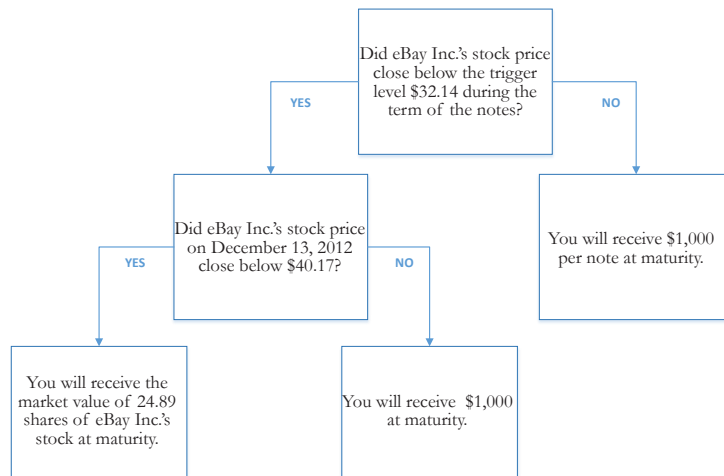 Did eBay Inc.'s stock price
close below the trigger
level $32.14 during the
term of the notes?
YES
NO
Did eBay Inc.'s stock price
on December 13, 2012
close below $40.17?
You will receive $1,000
per note at maturity.
YES
NO
You will receive the
market value of 24.89
shares of eBay Inc.'s
stock at maturity.
You will receive  $1,000
at maturity.